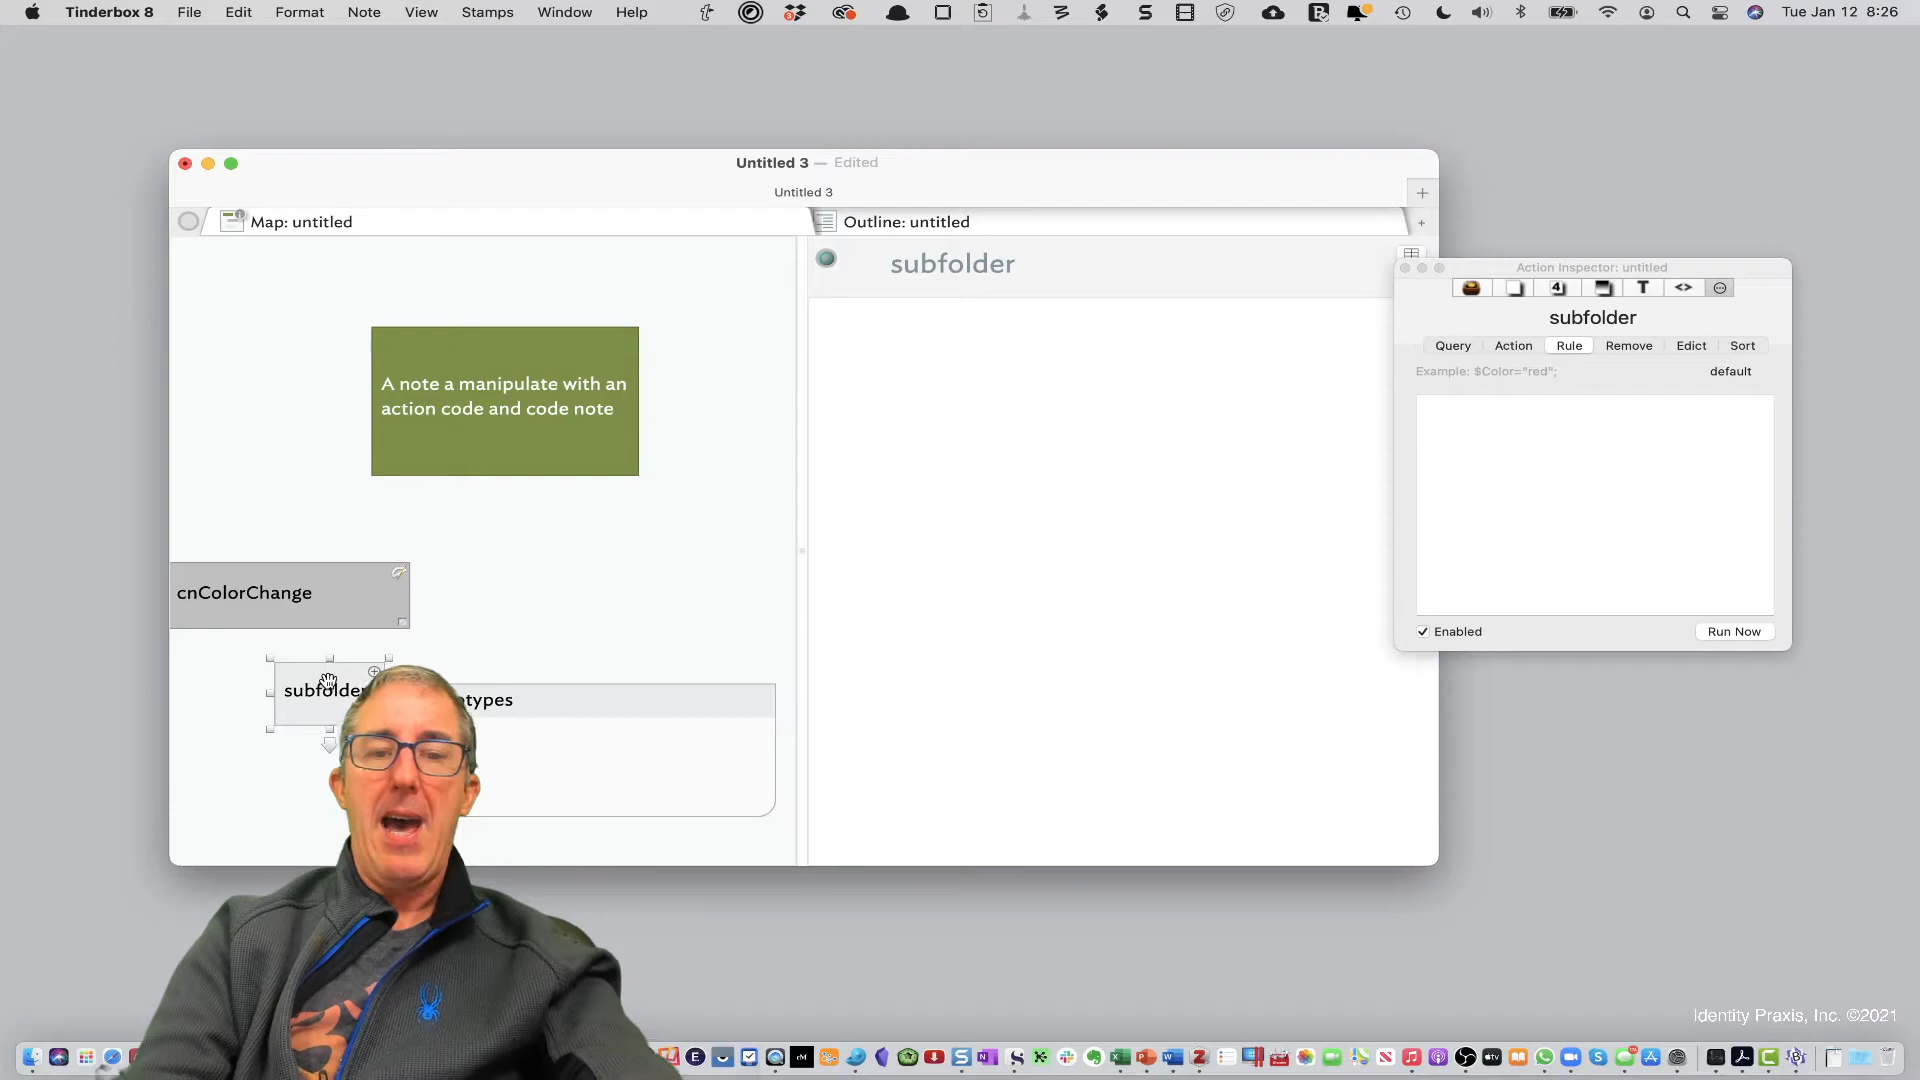 Tinderbox 8 File Edit Format Note View Stamps Window Help Tue Jan 12 8:26
Untitled 3 — Edited
Untitled 3
Map: untitled
Outline: untitled
subfolder
A note a manipulate with an
action code and code note
cnColorChange
subfolder
otypes
Action Inspector: untitled
subfolder
Query Action Rule Remove Edict Sort
Example: $Color="red"; default
Enabled Run Now
Identity Praxis, Inc. ©2021